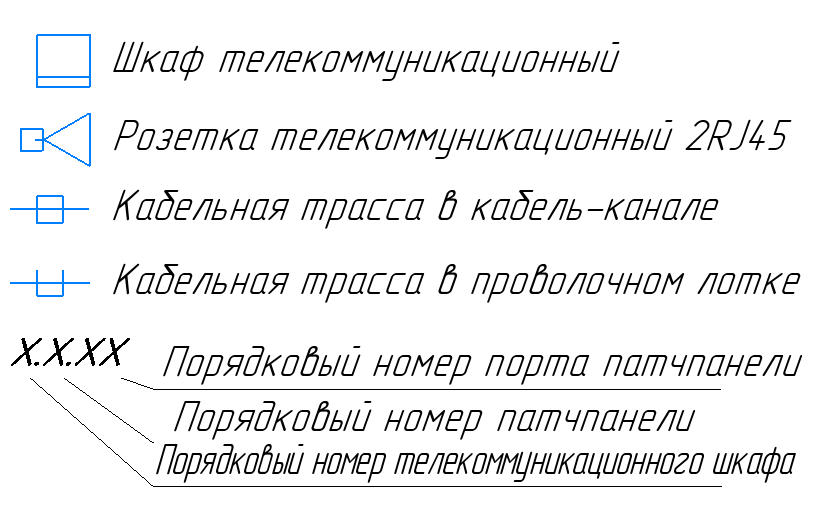 Шкаф телекоммуникационный
Розетка телекоммуникационный 2RJ45
Кабельная трасса в кабель-канале
Кабельная трасса в проволочном лотке
X.X.XX Порядковый номер порта патчпанели
Порядковый номер патчпанели
Порядковый номер телекоммуникационного шкафа